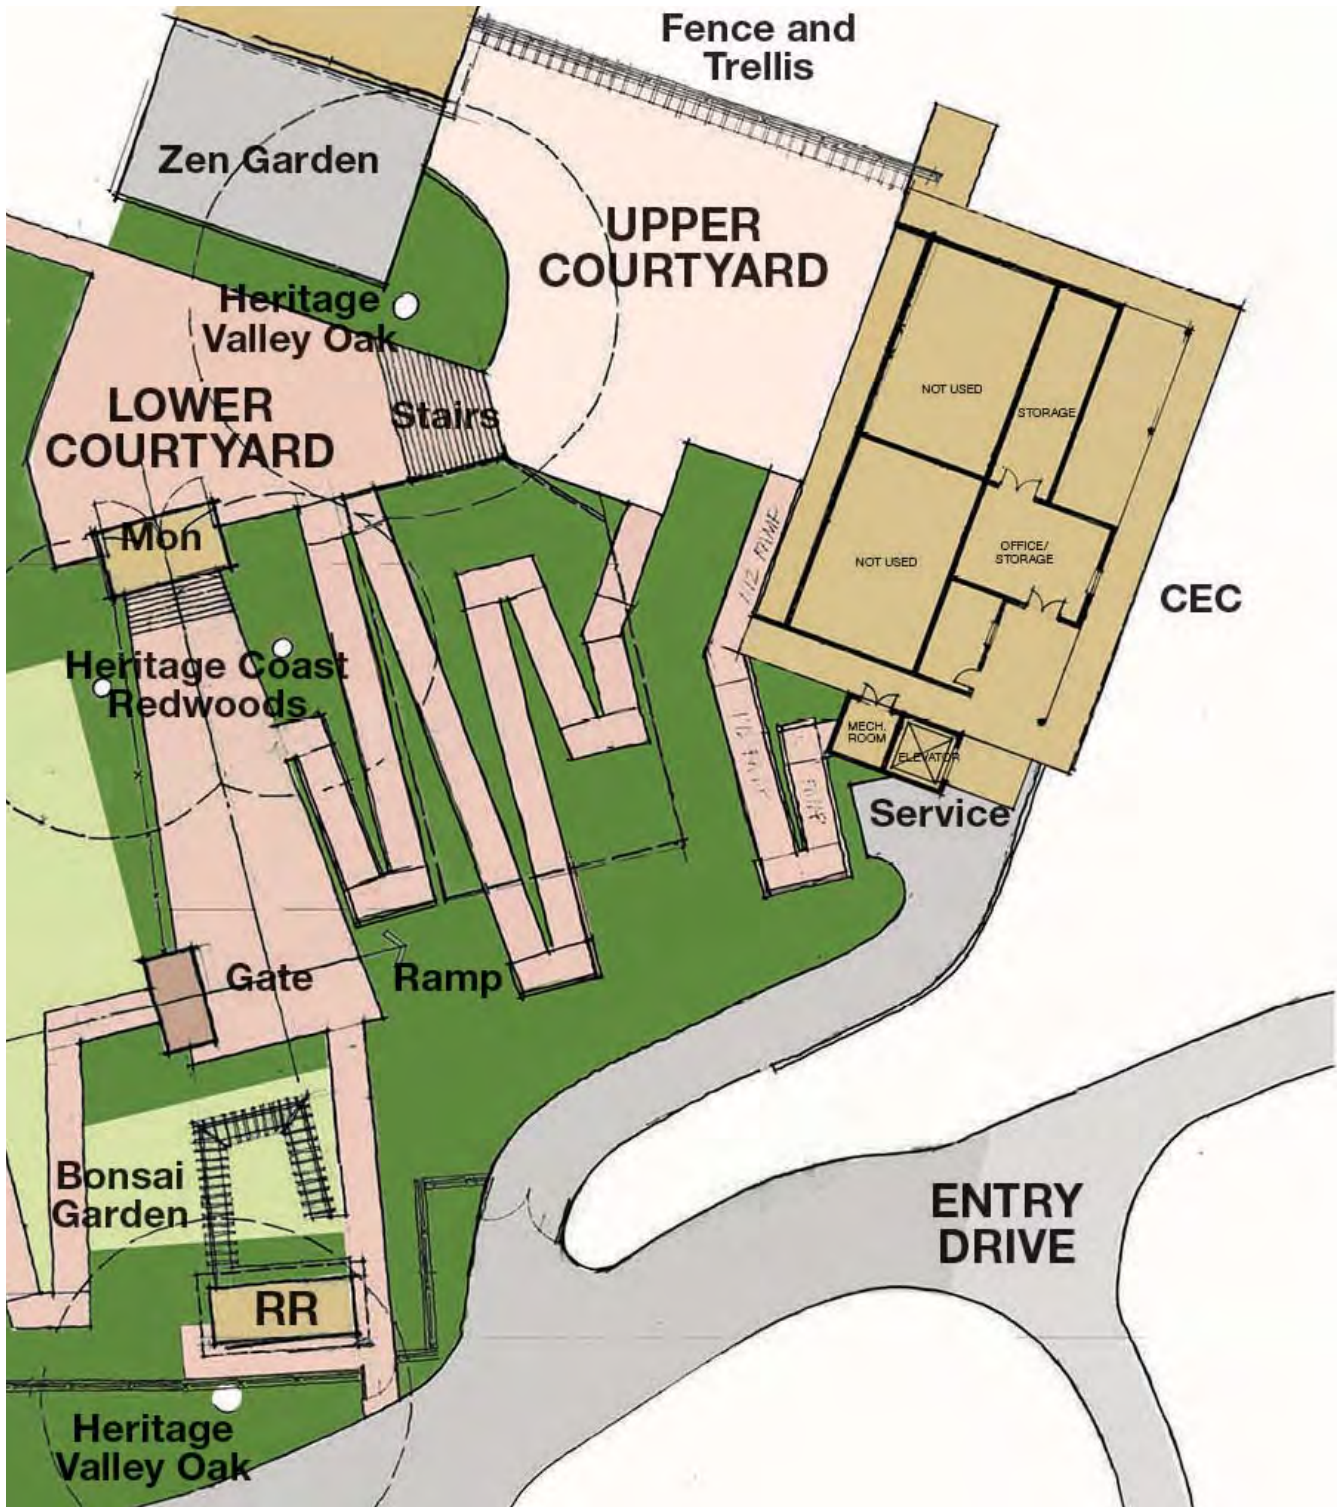 Fence and
Trellis
Zen Garden
UPPER
COURTYARD
Heritage
Valley Oak
LOWER
COURTYARD
Stairs
NOT USED
STORAGE
Mon
1:12 RAMP
OFFICE/
STORAGE
NOT USED
CEC
Heritage Coast
Redwoods
MECH.
ROOM
ELEVATOR
Service
Gate
Ramp
Bonsai
Garden
ENTRY
DRIVE
RR
Heritage
Valley Oak